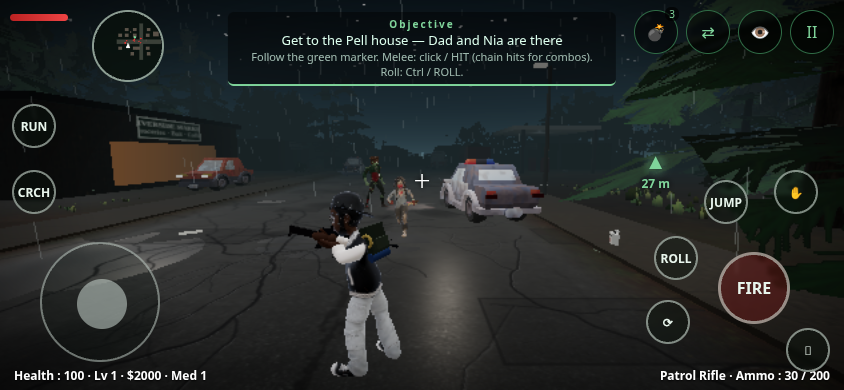 Objective
Get to the Pell house — Dad and Nia are there
Follow the green marker. Melee: click / HIT (chain hits for combos).
Roll: Ctrl / ROLL.
3
II
RUN
CRCH
27 m
JUMP
ROLL
FIRE
Health : 100 · Lv 1 · $2000 · Med 1
Patrol Rifle · Ammo : 30 / 200